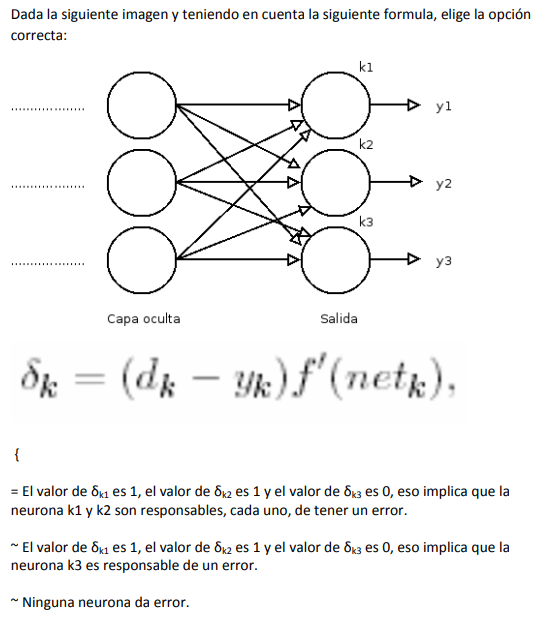 Dada la siguiente imagen y teniendo en cuenta la siguiente formula, elige la opción
correcta:
k1
y1
k2
y2
k3
y3
Capa oculta
Salida
δₖ = (dₖ − yₖ)f′(netₖ),
{
= El valor de δk1 es 1, el valor de δk2 es 1 y el valor de δk3 es 0, eso implica que la
neurona k1 y k2 son responsables, cada uno, de tener un error.
~ El valor de δk1 es 1, el valor de δk2 es 1 y el valor de δk3 es 0, eso implica que la
neurona k3 es responsable de un error.
~ Ninguna neurona da error.